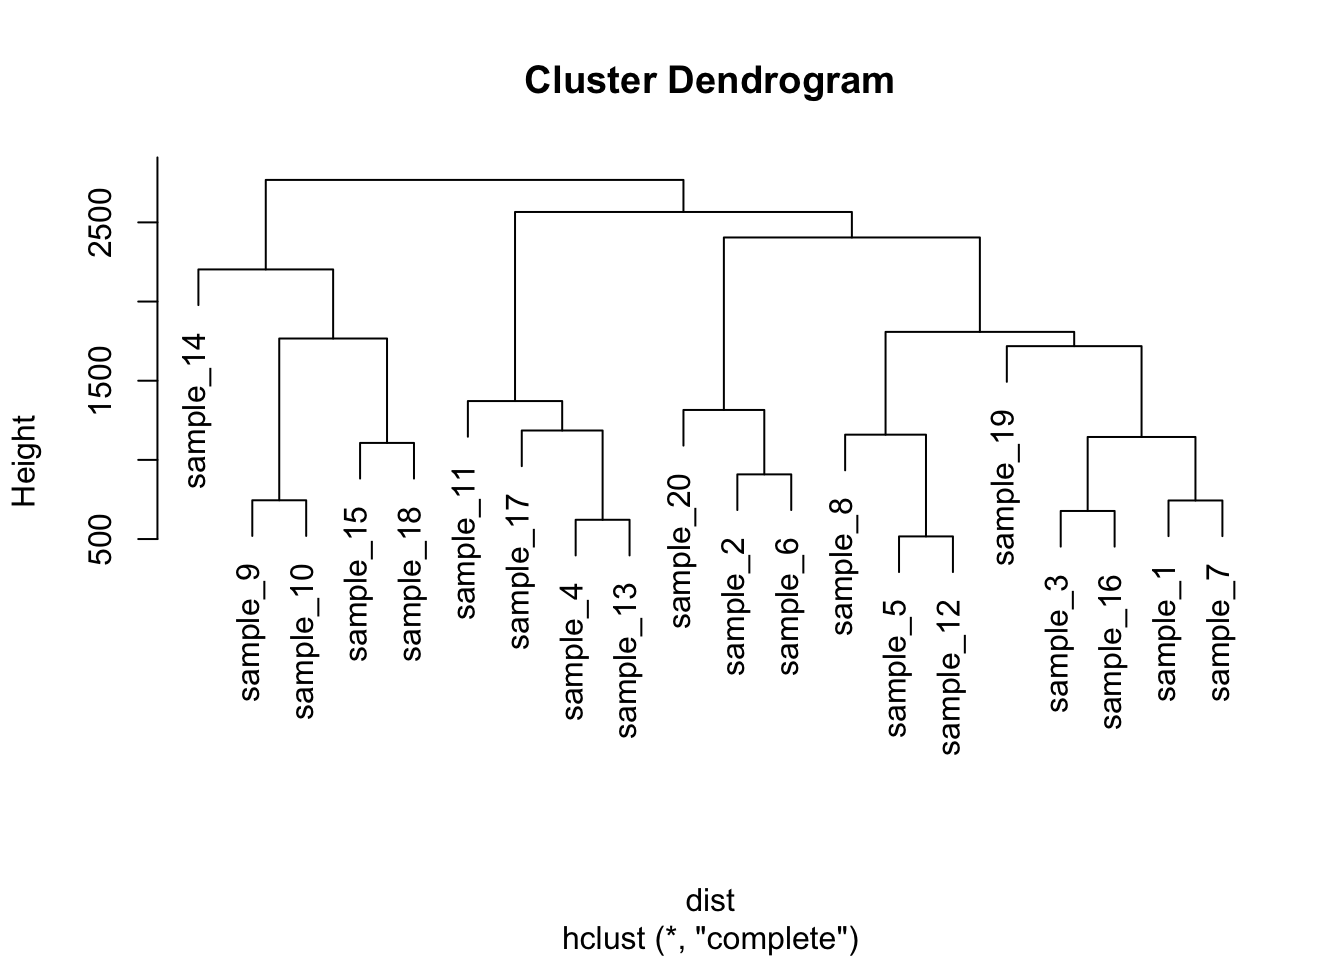 Cluster Dendrogram
Height
2500
1500
500
sample_14
sample_9
sample_10
sample_15
sample_18
sample_11
sample_17
sample_4
sample_13
sample_20
sample_2
sample_6
sample_8
sample_5
sample_12
sample_19
sample_3
sample_16
sample_1
sample_7
dist
hclust (*, "complete")